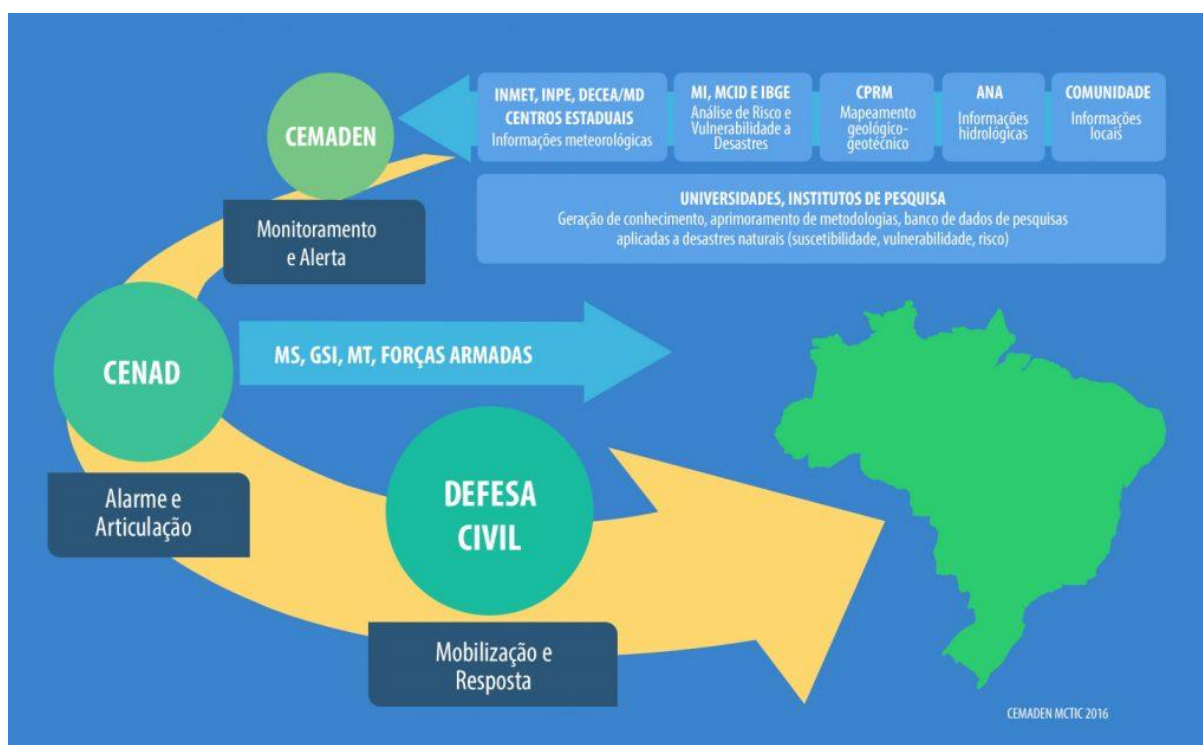 CEMADEN
Monitoramento
e Alerta
INMET, INPE, DECEA/MD
CENTROS ESTADUAIS
Informações meteorológicas
MI, MCID E IBGE
Análise de Risco e
Vulnerabilidade a
Desastres
CPRM
Mapeamento
geológico-
geotécnico
ANA
Informações
hidrológicas
COMUNIDADE
Informações
locais
UNIVERSIDADES, INSTITUTOS DE PESQUISA
Geração de conhecimento, aprimoramento de metodologias, banco de dados de pesquisas
aplicadas a desastres naturais (suscetibilidade, vulnerabilidade, risco)
CENAD
Alarme e
Articulação
MS, GSI, MT, FORÇAS ARMADAS
DEFESA
CIVIL
Mobilização e
Resposta
CEMADEN MCTIC 2016